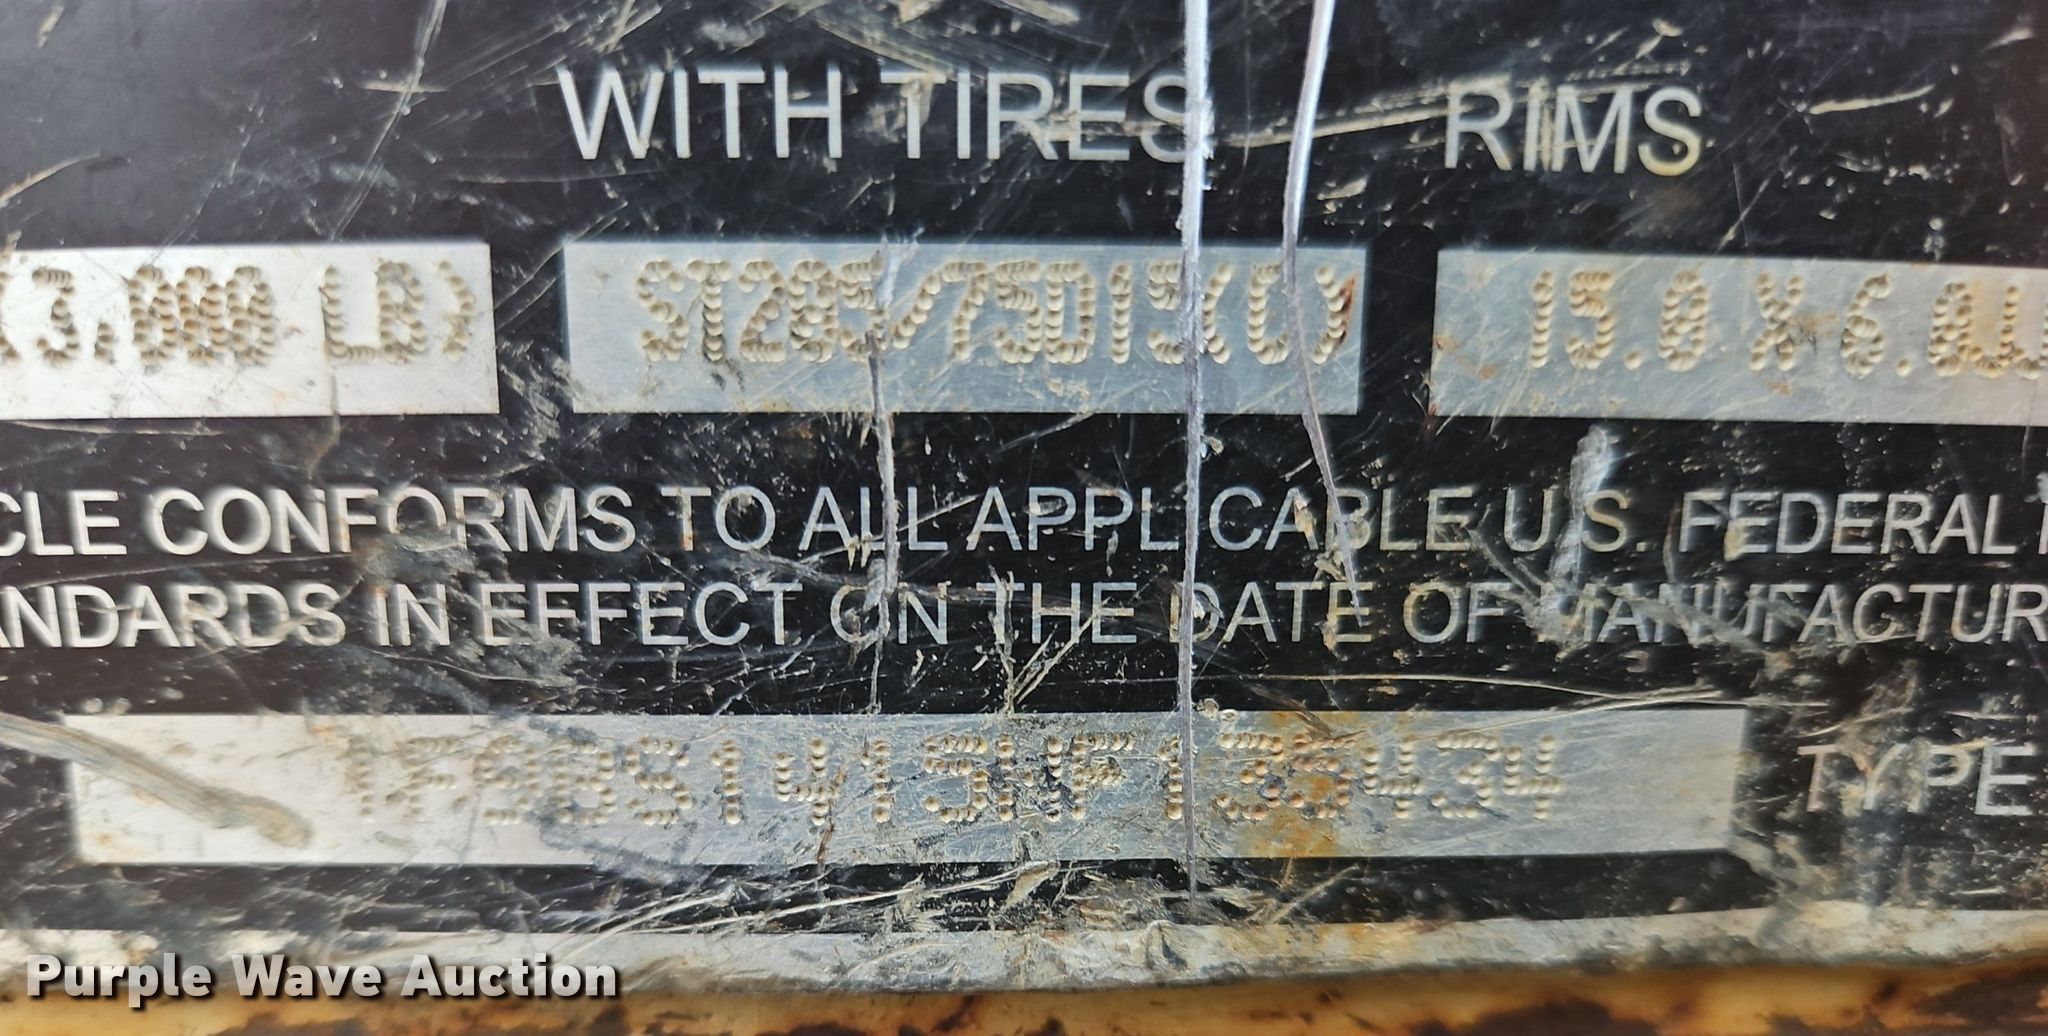 WITH TIRES RIMS
(3,000 LB) ST205/75D15(C) 15.0 X 6.0JJ
CLE CONFORMS TO ALL APPLICABLE U.S. FEDERAL
ANDARDS IN EFFECT ON THE DATE OF MANUFACTUR
TYPE
Purple Wave Auction